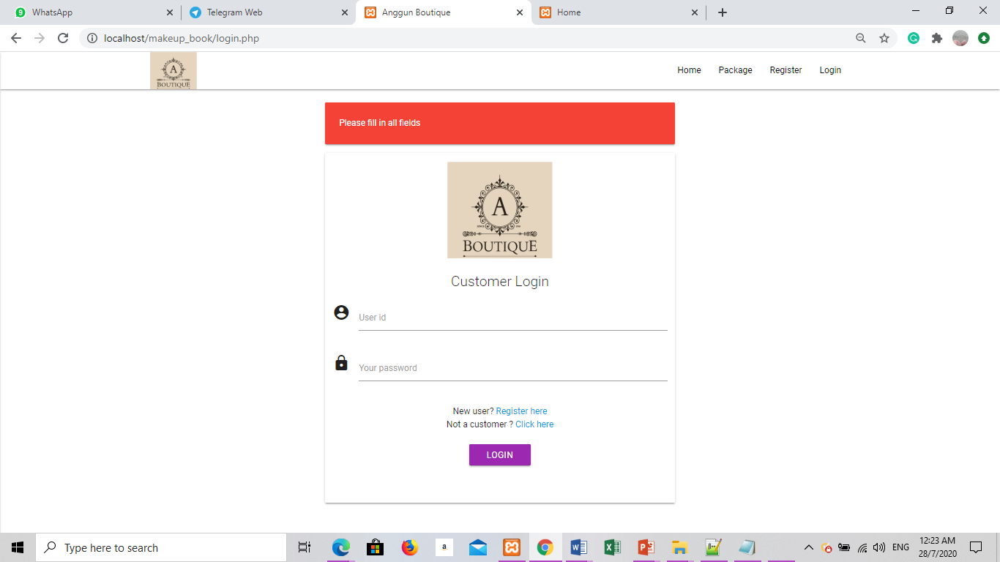 9
WhatsApp
Telegram Web
Anggun Boutique
Home
localhost/makeup_book/login.php
G
A
BOUTIQUE
Home
Package
Register
Login
Please fill in all fields
A
BOUTIQUE
Customer Login
User id
Your password
New user? Register here
Not a customer ? Click here
LOGIN
Type here to search
a
ENG
12:23 AM
28/7/2020